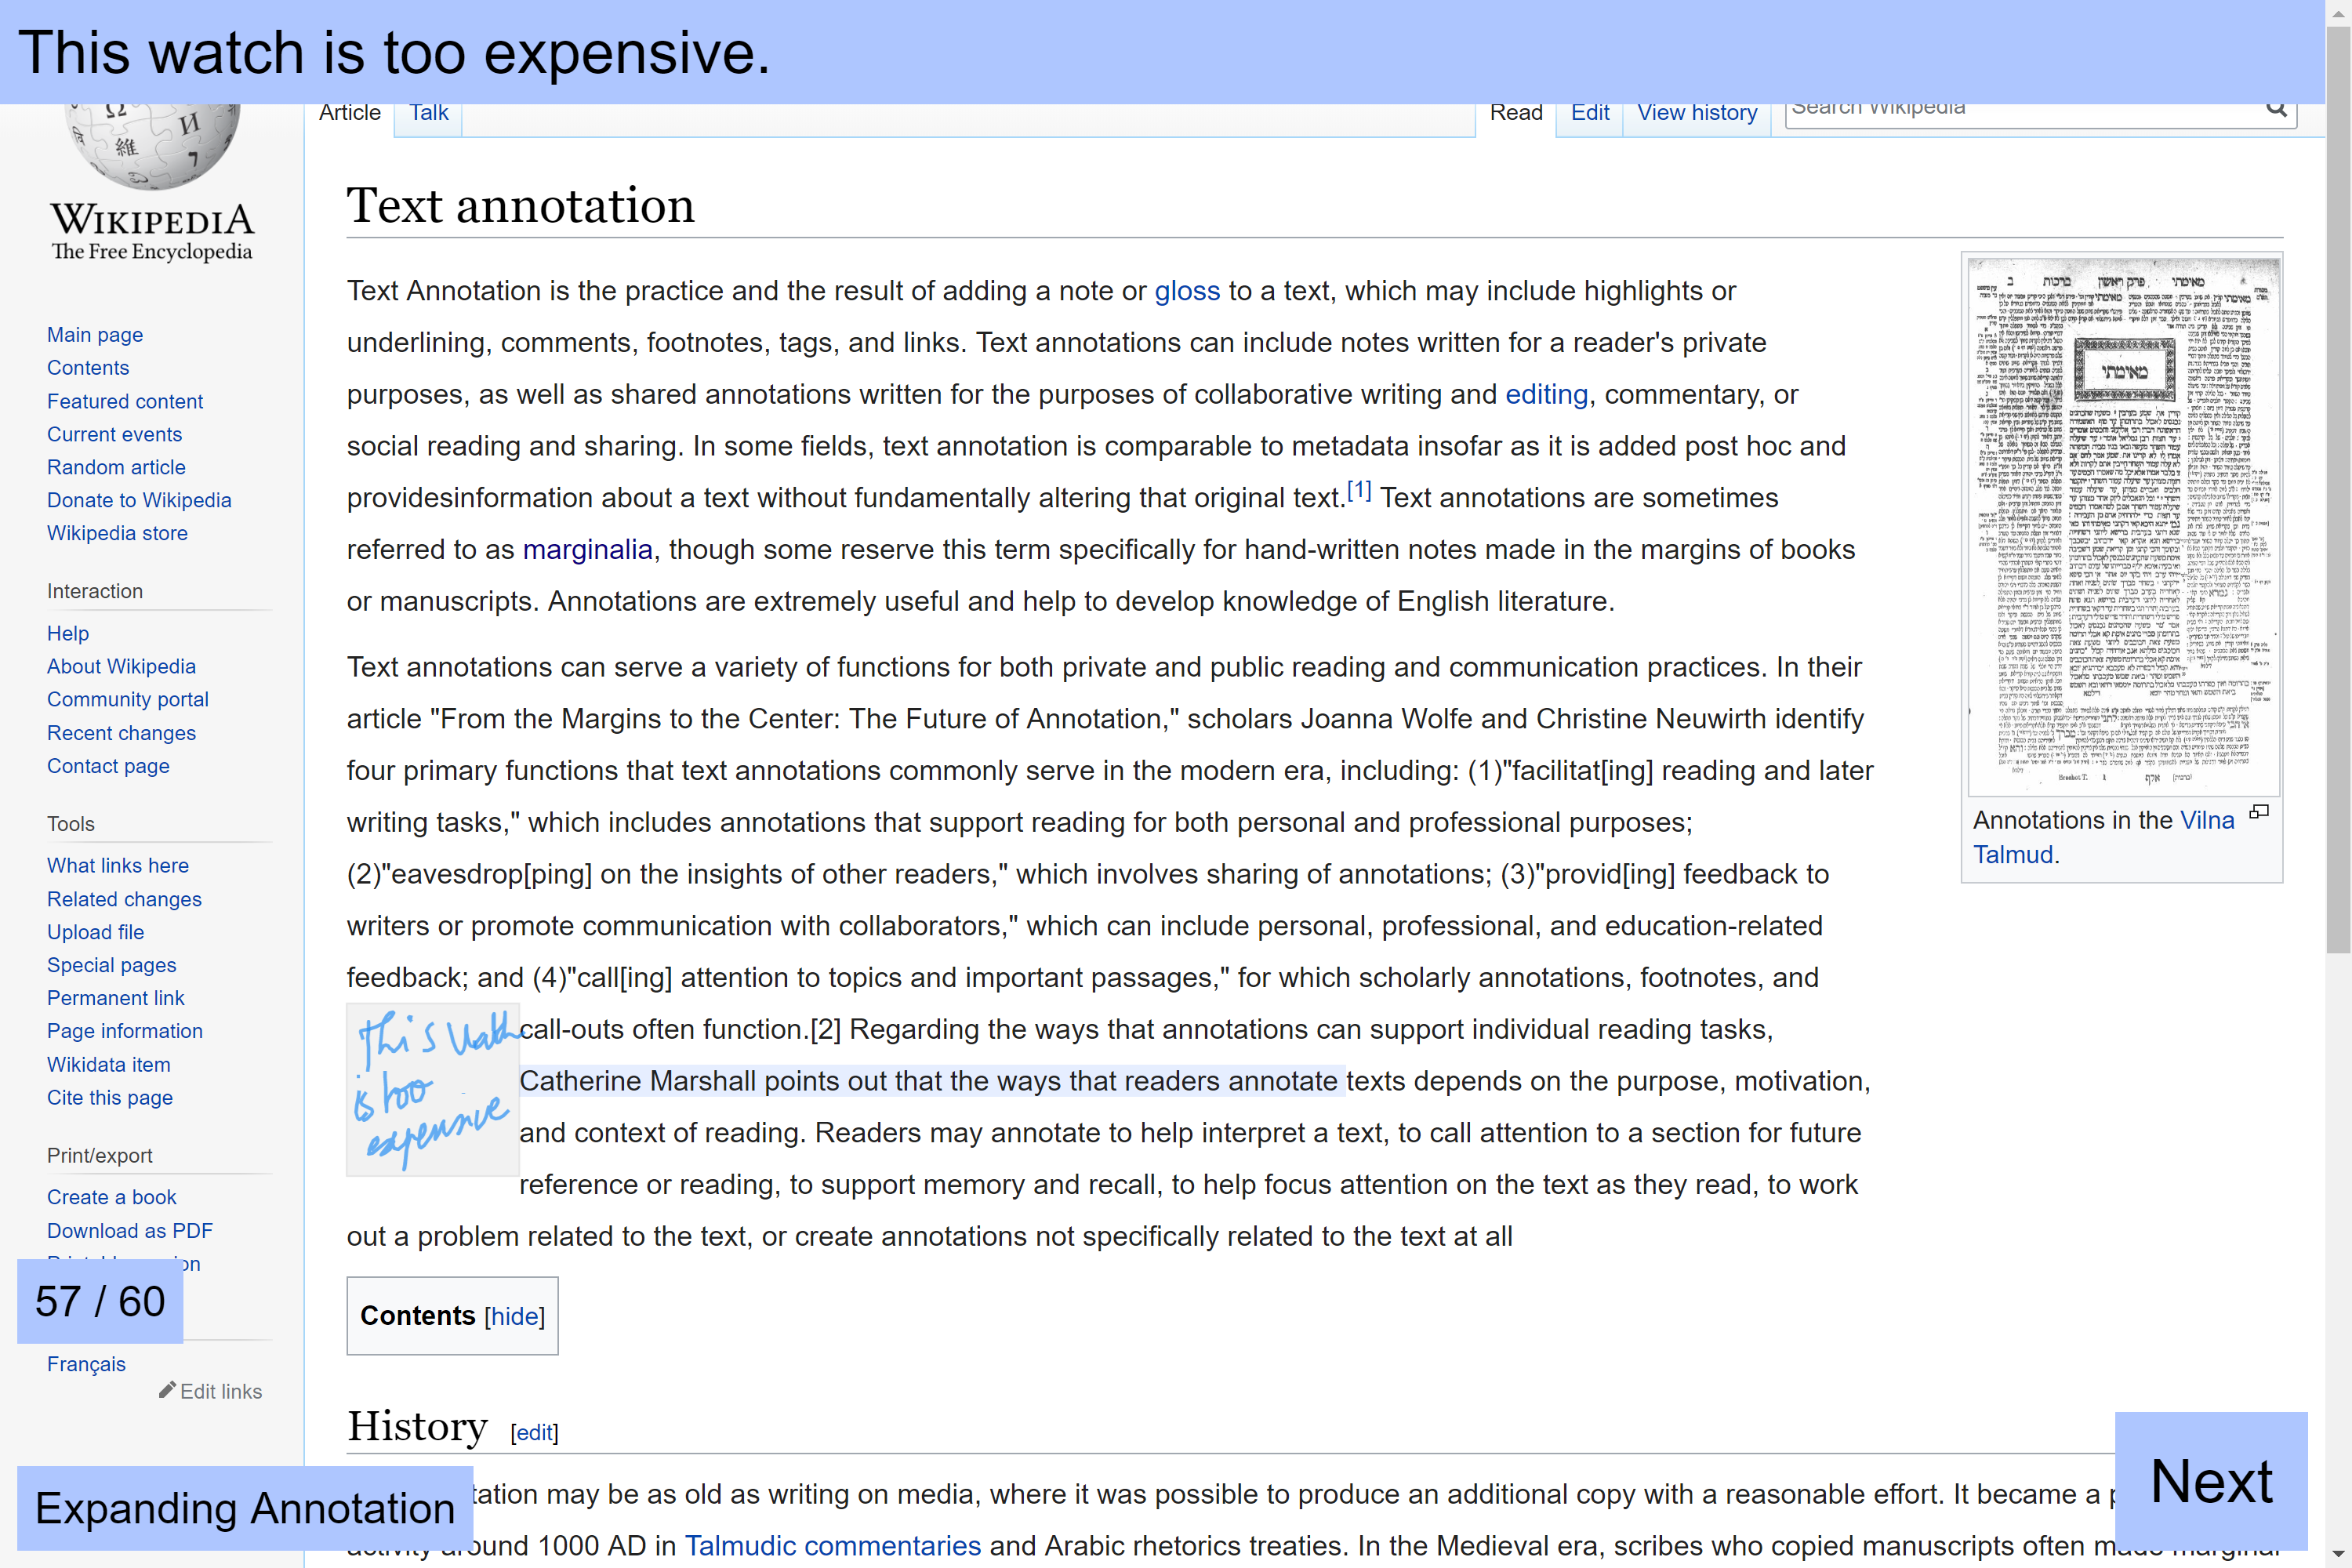 This watch is too expensive.
Article Talk Read Edit View history Search Wikipedia
WIKIPEDIA
The Free Encyclopedia
Main page
Contents
Featured content
Current events
Random article
Donate to Wikipedia
Wikipedia store
Interaction
Help
About Wikipedia
Community portal
Recent changes
Contact page
Tools
What links here
Related changes
Upload file
Special pages
Permanent link
Page information
Wikidata item
Cite this page
Print/export
Create a book
Download as PDF
57 / 60
Français
Edit links
Expanding Annotation
Text annotation
Text Annotation is the practice and the result of adding a note or gloss to a text, which may include highlights or
underlining, comments, footnotes, tags, and links. Text annotations can include notes written for a reader's private
purposes, as well as shared annotations written for the purposes of collaborative writing and editing, commentary, or
social reading and sharing. In some fields, text annotation is comparable to metadata insofar as it is added post hoc and
providesinformation about a text without fundamentally altering that original text.[1] Text annotations are sometimes
referred to as marginalia, though some reserve this term specifically for hand-written notes made in the margins of books
or manuscripts. Annotations are extremely useful and help to develop knowledge of English literature.
Text annotations can serve a variety of functions for both private and public reading and communication practices. In their
article "From the Margins to the Center: The Future of Annotation," scholars Joanna Wolfe and Christine Neuwirth identify
four primary functions that text annotations commonly serve in the modern era, including: (1)"facilitat[ing] reading and later
writing tasks," which includes annotations that support reading for both personal and professional purposes;
(2)"eavesdrop[ping] on the insights of other readers," which involves sharing of annotations; (3)"provid[ing] feedback to
writers or promote communication with collaborators," which can include personal, professional, and education-related
feedback; and (4)"call[ing] attention to topics and important passages," for which scholarly annotations, footnotes, and
call-outs often function.[2] Regarding the ways that annotations can support individual reading tasks,
Catherine Marshall points out that the ways that readers annotate texts depends on the purpose, motivation,
and context of reading. Readers may annotate to help interpret a text, to call attention to a section for future
reference or reading, to support memory and recall, to help focus attention on the text as they read, to work
out a problem related to the text, or create annotations not specifically related to the text at all
This watch
is too
expensive
מאימתי פרק ראשון ברכות ב
מאימתי
Annotations in the Vilna
Talmud.
Contents [hide]
History [edit]
tation may be as old as writing on media, where it was possible to produce an additional copy with a reasonable effort. It became a
activity around 1000 AD in Talmudic commentaries and Arabic rhetorics treaties. In the Medieval era, scribes who copied manuscripts often made marginal
Next